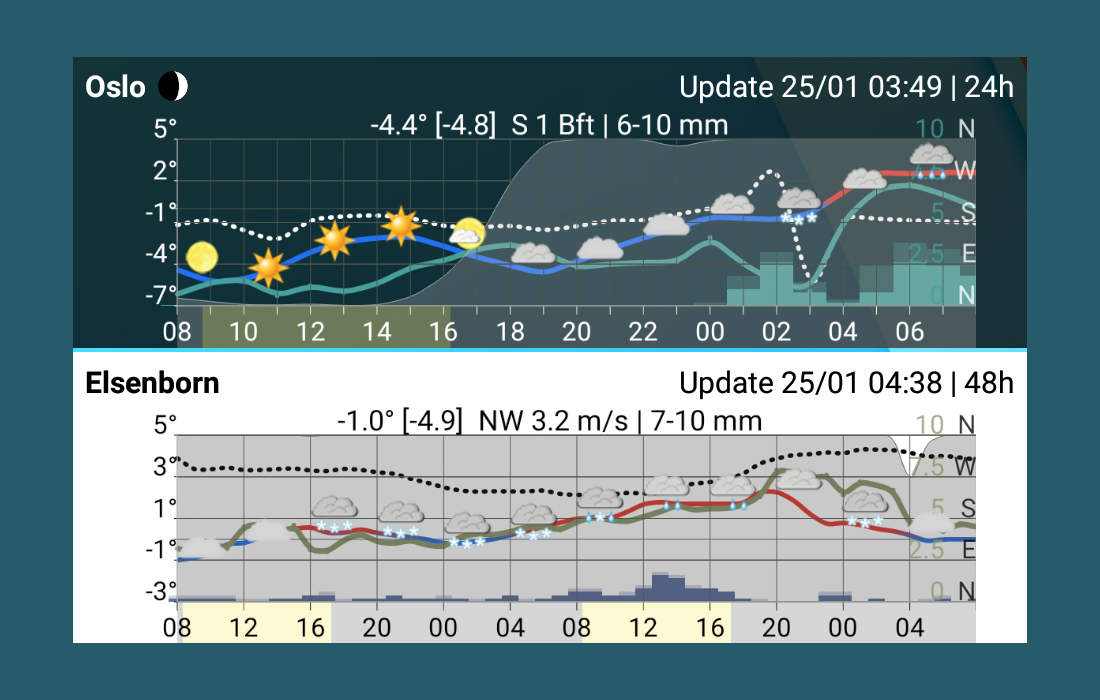 Oslo Update 25/01 03:49 | 24h
-4.4° [-4.8] S 1 Bft | 6-10 mm
5° 10 N
2° W
-1° 5 S
-4° 2.5 E
-7° 0 N
08 10 12 14 16 18 20 22 00 02 04 06
Elsenborn Update 25/01 04:38 | 48h
-1.0° [-4.9] NW 3.2 m/s | 7-10 mm
5° 10 N
3° 7.5 W
1° 5 S
-1° 2.5 E
-3° 0 N
08 12 16 20 00 04 08 12 16 20 00 04